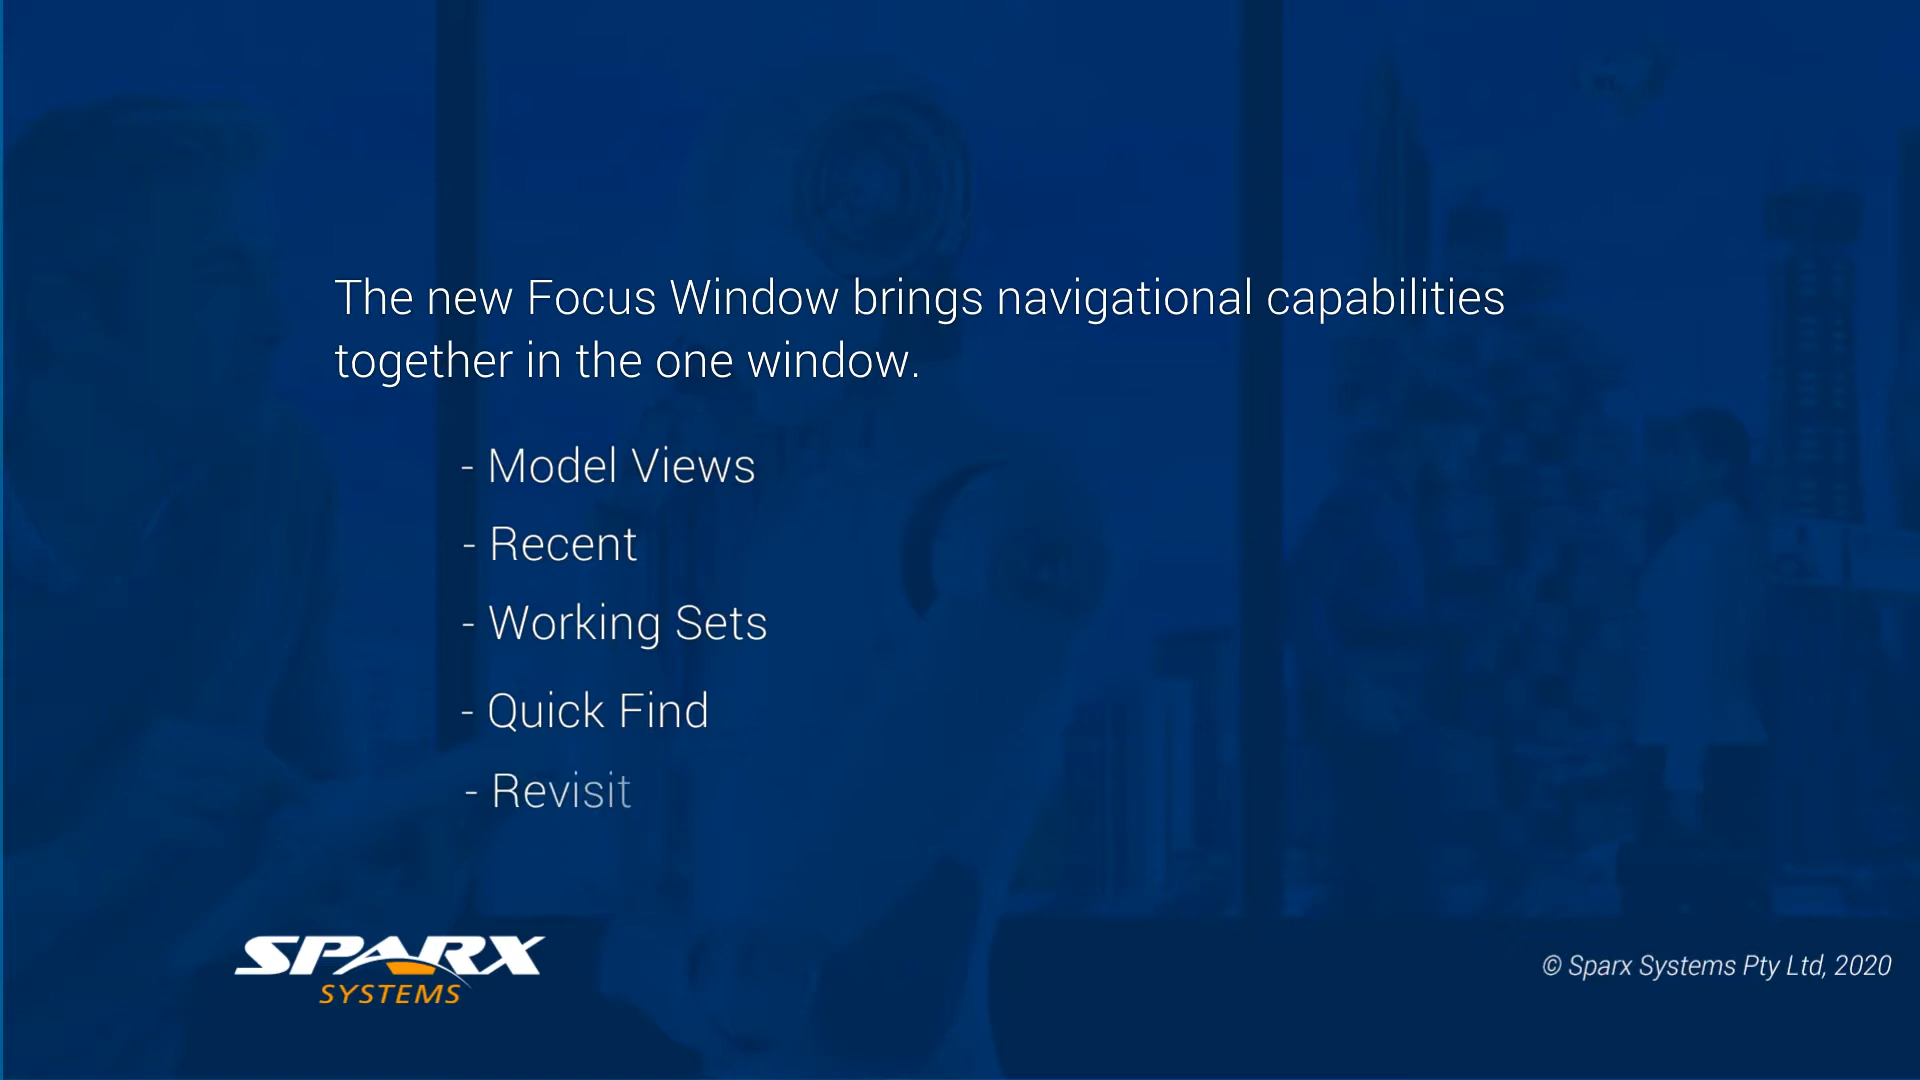 The new Focus Window brings navigational capabilities
together in the one window.
- Model Views
- Recent
- Working Sets
- Quick Find
- Revisit
SPARX
SYSTEMS
© Sparx Systems Pty Ltd, 2020